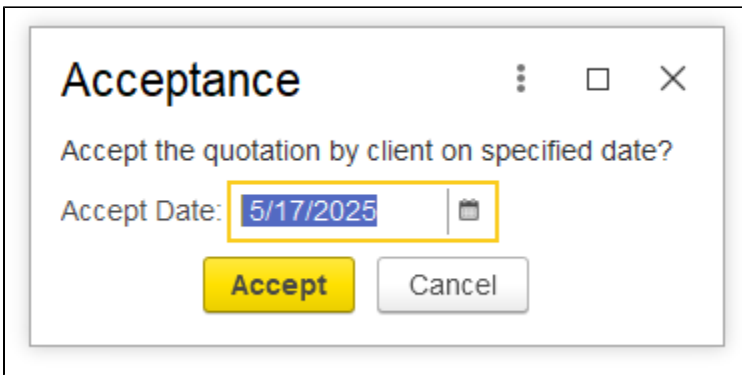 Acceptance
Accept the quotation by client on specified date?
Accept Date: 5/17/2025
Accept Cancel